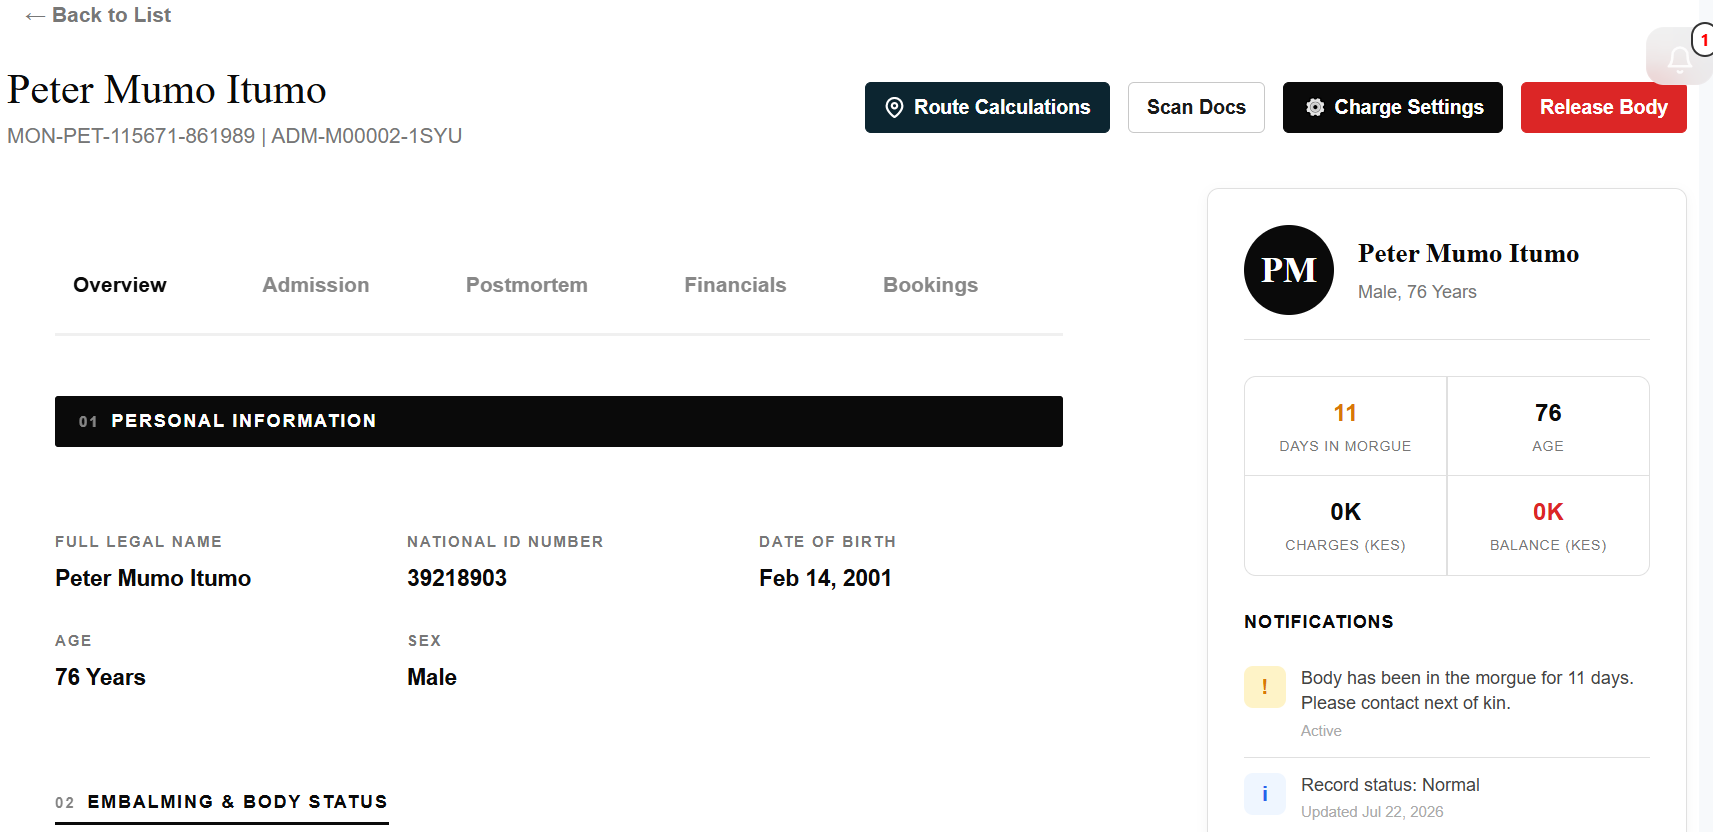 ← Back to List
Peter Mumo Itumo
MON-PET-115671-861989 | ADM-M00002-1SYU
Route Calculations
Scan Docs
Charge Settings
Release Body
1
Overview
Admission
Postmortem
Financials
Bookings
01 PERSONAL INFORMATION
FULL LEGAL NAME
Peter Mumo Itumo
NATIONAL ID NUMBER
39218903
DATE OF BIRTH
Feb 14, 2001
AGE
76 Years
SEX
Male
02 EMBALMING & BODY STATUS
PM
Peter Mumo Itumo
Male, 76 Years
11
DAYS IN MORGUE
76
AGE
0K
CHARGES (KES)
0K
BALANCE (KES)
NOTIFICATIONS
!
Body has been in the morgue for 11 days.
Please contact next of kin.
Active
i
Record status: Normal
Updated Jul 22, 2026